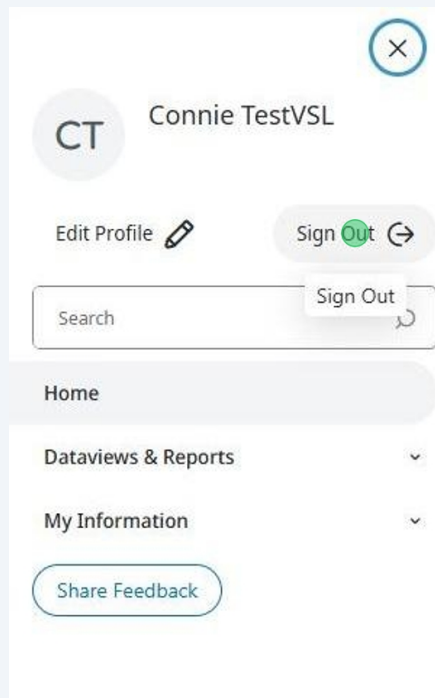 CT
Connie TestVSL
Edit Profile
Sign Out
Sign Out
Search
Home
Dataviews & Reports
My Information
Share Feedback